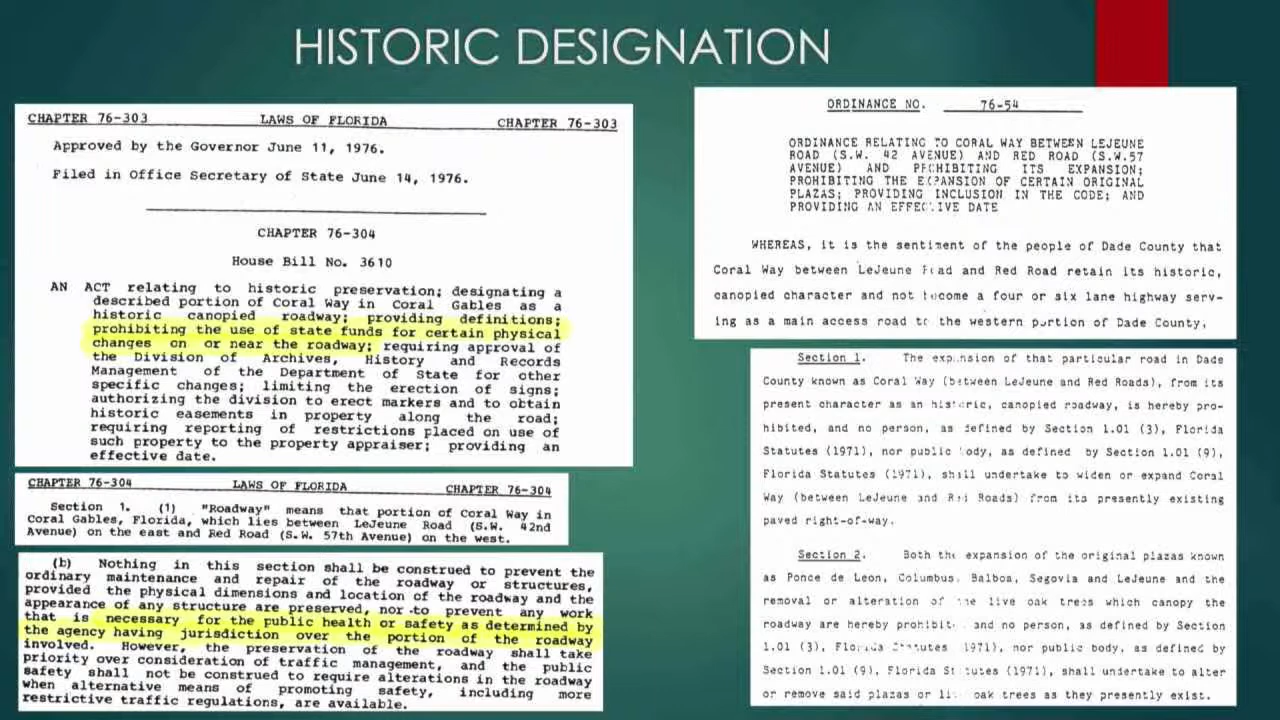 HISTORIC DESIGNATION
CHAPTER 76-303 LAWS OF FLORIDA CHAPTER 76-303
Approved by the Governor June 11, 1976.
Filed in Office Secretary of State June 14, 1976.
CHAPTER 76-304
House Bill No. 3610
AN ACT relating to historic preservation; designating a
described portion of Coral Way in Coral Gables as a
historic canopied roadway; providing definitions;
prohibiting the use of state funds for certain physical
changes on or near the roadway; requiring approval of
the Division of Archives, History and Records
Management of the Department of State for other
specific changes; limiting the erection of signs;
authorizing the division to erect markers and to obtain
historic easements in property along the road;
requiring reporting of restrictions placed on use of
such property to the property appraiser; providing an
effective date.
CHAPTER 76-304 LAWS OF FLORIDA CHAPTER 76-304
Section 1. (1) "Roadway" means that portion of Coral Way in
Coral Gables, Florida, which lies between LeJeune Road (S.W. 42nd
Avenue) on the east and Red Road (S.W. 57th Avenue) on the west.
(b) Nothing in this section shall be construed to prevent the
ordinary maintenance and repair of the roadway or structures,
provided the physical dimensions and location of the roadway and the
appearance of any structure are preserved, nor to prevent any work
that is necessary for the public health or safety as determined by
the agency having jurisdiction over the portion of the roadway
involved. However, the preservation of the roadway shall take
priority over consideration of traffic management, and the public
safety shall not be construed to require alterations in the roadway
when alternative means of promoting safety, including more
restrictive traffic regulations, are available.
ORDINANCE NO. 76-54
ORDINANCE RELATING TO CORAL WAY BETWEEN LEJEUNE
ROAD (S.W. 42 AVENUE) AND RED ROAD (S.W.57
AVENUE) AND PROHIBITING ITS EXPANSION;
PROHIBITING THE EXPANSION OF CERTAIN ORIGINAL
PLAZAS; PROVIDING INCLUSION IN THE CODE; AND
PROVIDING AN EFFECTIVE DATE
WHEREAS, it is the sentiment of the people of Dade County that
Coral Way between LeJeune Road and Red Road retain its historic,
canopied character and not become a four or six lane highway serv-
ing as a main access road to the western portion of Dade County,
Section 1. The expansion of that particular road in Dade
County known as Coral Way (between LeJeune and Red Roads), from its
present character as an historic, canopied roadway, is hereby pro-
hibited, and no person, as defined by Section 1.01 (3), Florida
Statutes (1971), nor public body, as defined by Section 1.01 (9),
Florida Statutes (1971), shall undertake to widen or expand Coral
Way (between LeJeune and Red Roads) from its presently existing
paved right-of-way.
Section 2. Both the expansion of the original plazas known
as Ponce de Leon, Columbus, Balboa, Segovia and LeJeune and the
removal or alteration of the live oak trees which canopy the
roadway are hereby prohibit and no person, as defined by Section
1.01 (3), Florida Statutes 1971), nor public body, as defined by
Section 1.01 (9), Florida Statutes (1971), shall undertake to alter
or remove said plazas or live oak trees as they presently exist.